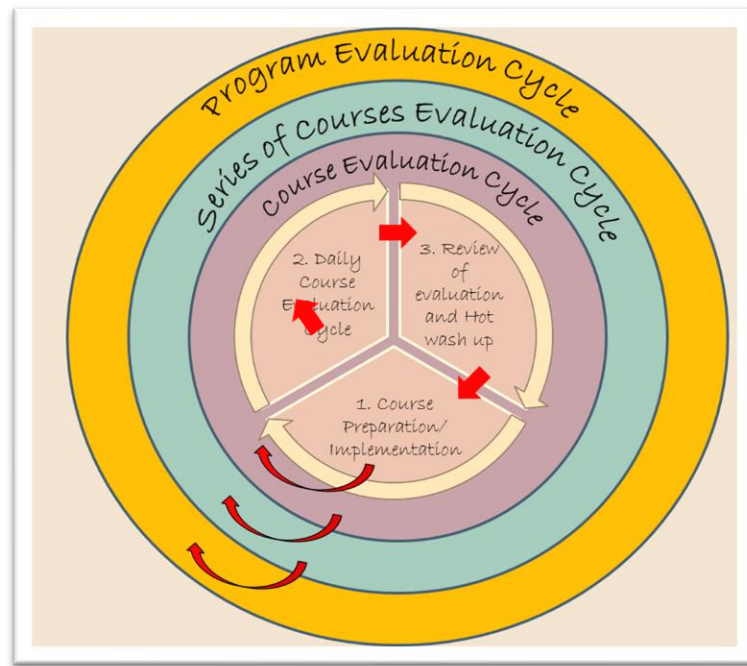 Program Evaluation Cycle
Series of Courses Evaluation Cycle
Course Evaluation Cycle
2. Daily
Course
Evaluation
Cycle
3. Review
of
evaluation
and Hot
wash up
1. Course
Preparation/
Implementation